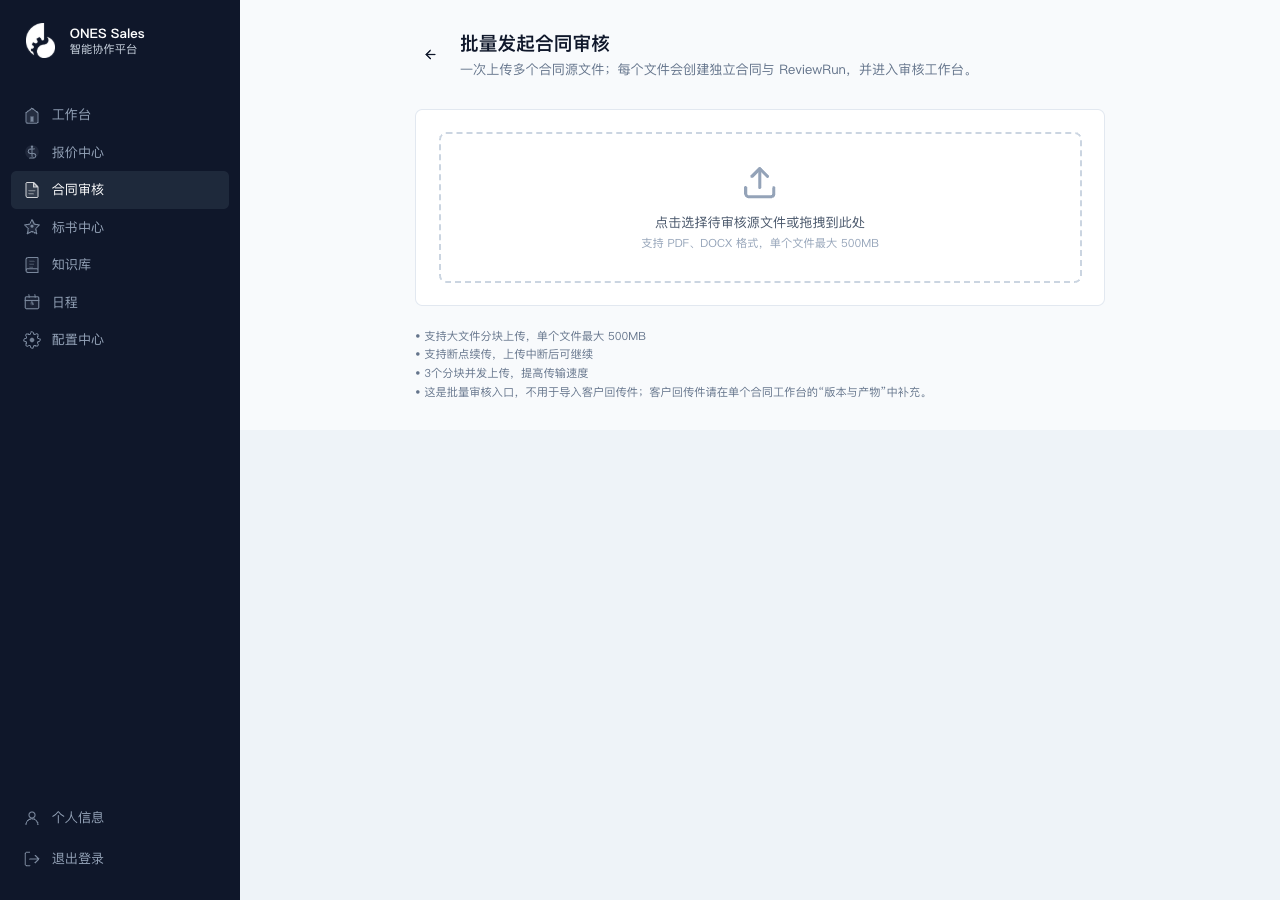 ONES Sales
智能协作平台
工作台
报价中心
合同审核
标书中心
知识库
日程
配置中心
个人信息
退出登录
批量发起合同审核
一次上传多个合同源文件；每个文件会创建独立合同与 ReviewRun，并进入审核工作台。
点击选择待审核源文件或拖拽到此处
支持 PDF、DOCX 格式，单个文件最大 500MB
• 支持大文件分块上传，单个文件最大 500MB
• 支持断点续传，上传中断后可继续
• 3个分块并发上传，提高传输速度
• 这是批量审核入口，不用于导入客户回传件；客户回传件请在单个合同工作台的“版本与产物”中补充。